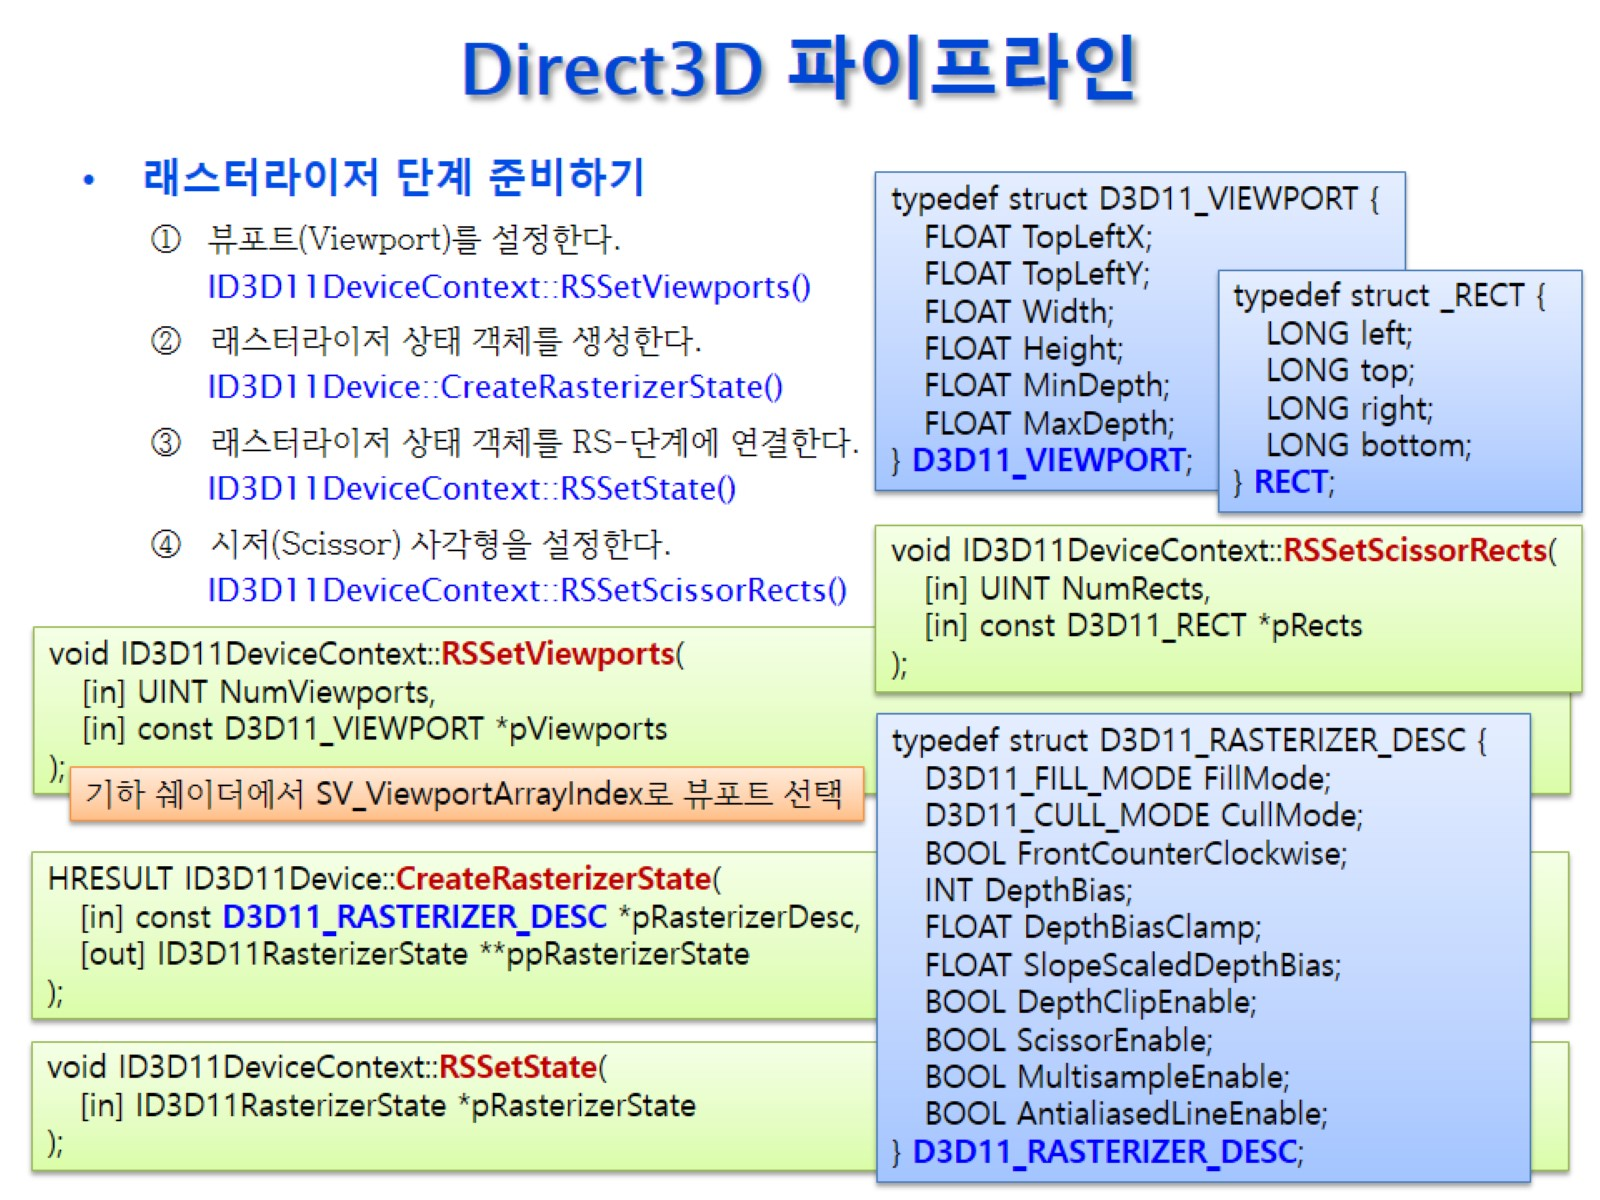 Direct3D 파이프라인
• 래스터라이저 단계 준비하기
① 뷰포트(Viewport)를 설정한다.
ID3D11DeviceContext::RSSetViewports()
② 래스터라이저 상태 객체를 생성한다.
ID3D11Device::CreateRasterizerState()
③ 래스터라이저 상태 객체를 RS-단계에 연결한다.
ID3D11DeviceContext::RSSetState()
④ 시저(Scissor) 사각형을 설정한다.
ID3D11DeviceContext::RSSetScissorRects()
typedef struct D3D11_VIEWPORT {
FLOAT TopLeftX;
FLOAT TopLeftY;
FLOAT Width;
FLOAT Height;
FLOAT MinDepth;
FLOAT MaxDepth;
} D3D11_VIEWPORT;
typedef struct _RECT {
LONG left;
LONG top;
LONG right;
LONG bottom;
} RECT;
void ID3D11DeviceContext::RSSetScissorRects(
[in] UINT NumRects,
[in] const D3D11_RECT *pRects
);
void ID3D11DeviceContext::RSSetViewports(
[in] UINT NumViewports,
[in] const D3D11_VIEWPORT *pViewports
);
기하 쉐이더에서 SV_ViewportArrayIndex로 뷰포트 선택
HRESULT ID3D11Device::CreateRasterizerState(
[in] const D3D11_RASTERIZER_DESC *pRasterizerDesc,
[out] ID3D11RasterizerState **ppRasterizerState
);
void ID3D11DeviceContext::RSSetState(
[in] ID3D11RasterizerState *pRasterizerState
);
typedef struct D3D11_RASTERIZER_DESC {
D3D11_FILL_MODE FillMode;
D3D11_CULL_MODE CullMode;
BOOL FrontCounterClockwise;
INT DepthBias;
FLOAT DepthBiasClamp;
FLOAT SlopeScaledDepthBias;
BOOL DepthClipEnable;
BOOL ScissorEnable;
BOOL MultisampleEnable;
BOOL AntialiasedLineEnable;
} D3D11_RASTERIZER_DESC;